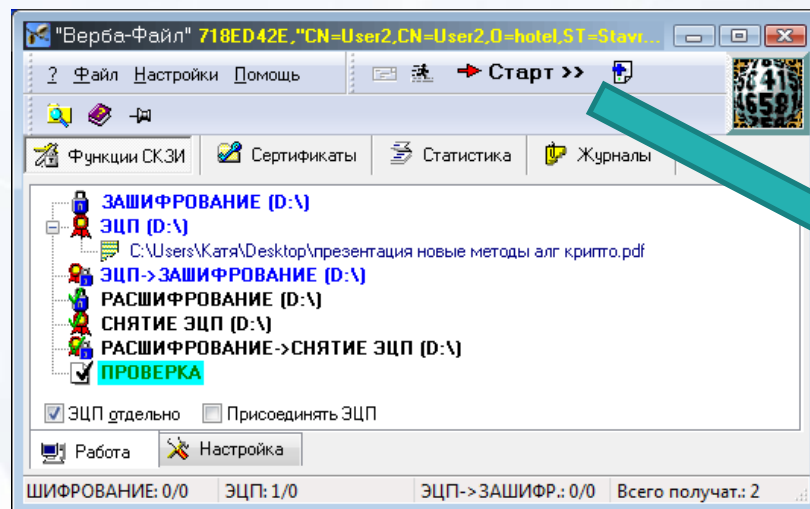 "Верба-Файл" 718ED42E,"CN=User2,CN=User2,O=hotel,ST=Stavr...
? Файл Настройки Помощь Старт >>
Функции СКЗИ Сертификаты Статистика Журналы
ЗАШИФРОВАНИЕ (D:\)
ЭЦП (D:\)
C:\Users\Катя\Desktop\презентация новые методы алг крипто.pdf
ЭЦП->ЗАШИФРОВАНИЕ (D:\)
РАСШИФРОВАНИЕ (D:\)
СНЯТИЕ ЭЦП (D:\)
РАСШИФРОВАНИЕ->СНЯТИЕ ЭЦП (D:\)
ПРОВЕРКА
ЭЦП отдельно Присоединять ЭЦП
Работа Настройка
ШИФРОВАНИЕ: 0/0 ЭЦП: 1/0 ЭЦП->ЗАШИФР.: 0/0 Всего получат.: 2